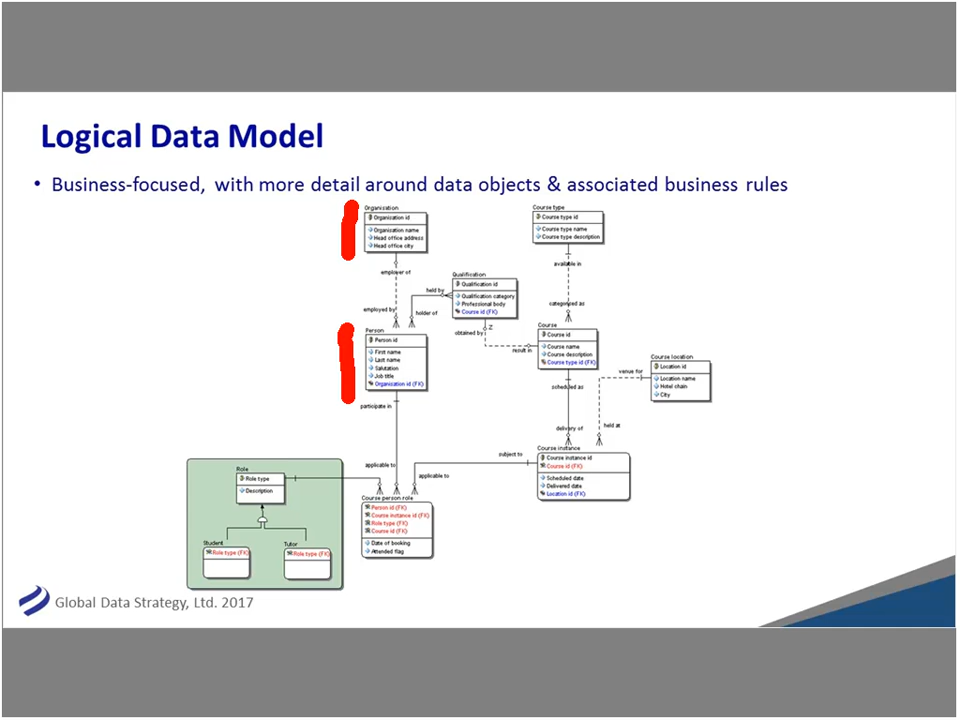 Logical Data Model
• Business-focused, with more detail around data objects & associated business rules
Organisation
Organisation id
Organisation name
Head office address
Head office city
Course type
Course type id
Course type name
Course type description
employer of
available in
Qualification
Qualification id
Qualification category
Professional body
Course id (FK)
held by
holder of
employed by
categorized as
obtained by
Z
result in
Course
Course id
Course name
Course description
Course type id (FK)
Person
Person id
First name
Last name
Salutation
Job title
Organisation id (FK)
Course location
Location id
Location name
Hotel chain
City
venue for
scheduled as
participate in
delivery of
held at
subject to
Course instance
Course instance id
Course id (FK)
Scheduled date
Delivered date
Location id (FK)
applicable to
applicable to
Role
Role type
Description
Student
Role type (FK)
Tutor
Role type (FK)
Course person role
Person id (FK)
Course instance id (FK)
Role type (FK)
Course id (FK)
Date of booking
Attended flag
Global Data Strategy, Ltd. 2017